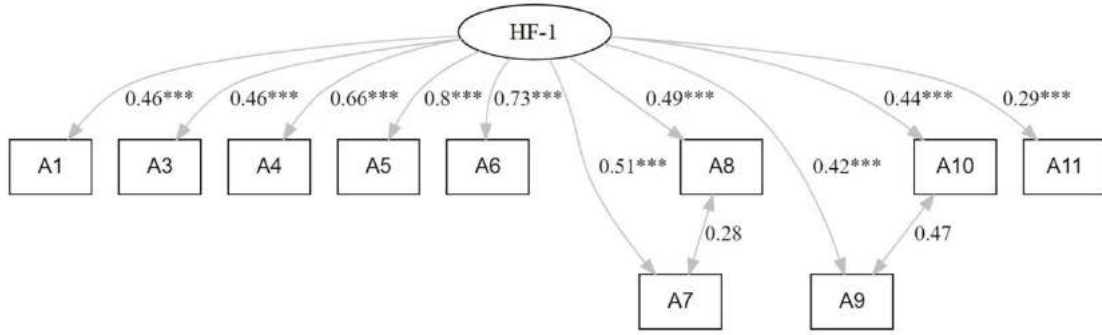 HF-1
0.46*** 0.46*** 0.66*** 0.8*** 0.73*** 0.49*** 0.44*** 0.29***
A1 A3 A4 A5 A6 0.51*** A8 0.42*** A10 A11
0.28 0.47
A7 A9